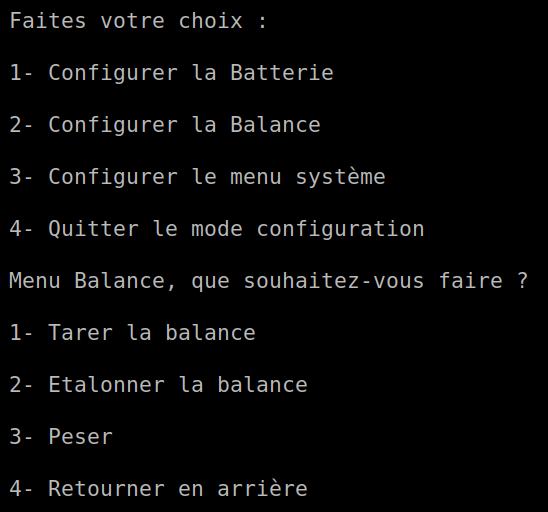 Faites votre choix :
1- Configurer la Batterie
2- Configurer la Balance
3- Configurer le menu système
4- Quitter le mode configuration
Menu Balance, que souhaitez-vous faire ?
1- Tarer la balance
2- Etalonner la balance
3- Peser
4- Retourner en arrière